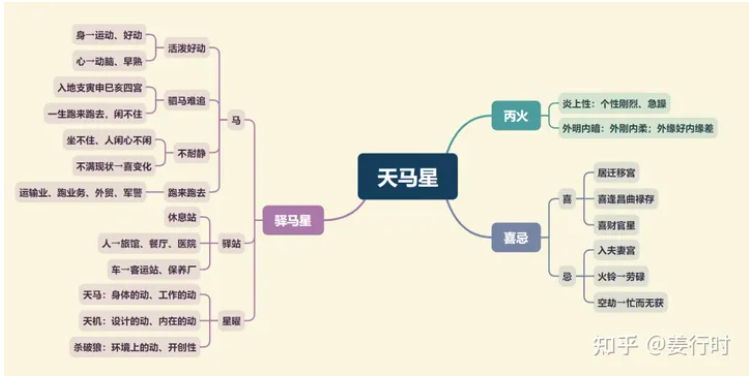 天马星
驿马星
马
活泼好动
身→运动、好动
心→动脑、早熟
驷马难追
入地支寅申巳亥四宫
一生跑来跑去，闲不住
不耐静
坐不住、人闲心不闲
不满现状→喜变化
跑来跑去
运输业、跑业务、外贸、军警
驿站
休息站
人→旅馆、餐厅、医院
车→客运站、保养厂
星曜
天马：身体的动、工作的动
天机：设计的动、内在的动
杀破狼：环境上的动、开创性
丙火
炎上性：个性刚烈、急躁
外明内暗：外刚内柔；外缘好内缘差
喜忌
喜
居迁移宫
喜逢昌曲禄存
喜财官星
忌
入夫妻宫
火铃→劳碌
空劫→忙而无获
知乎 @姜行时